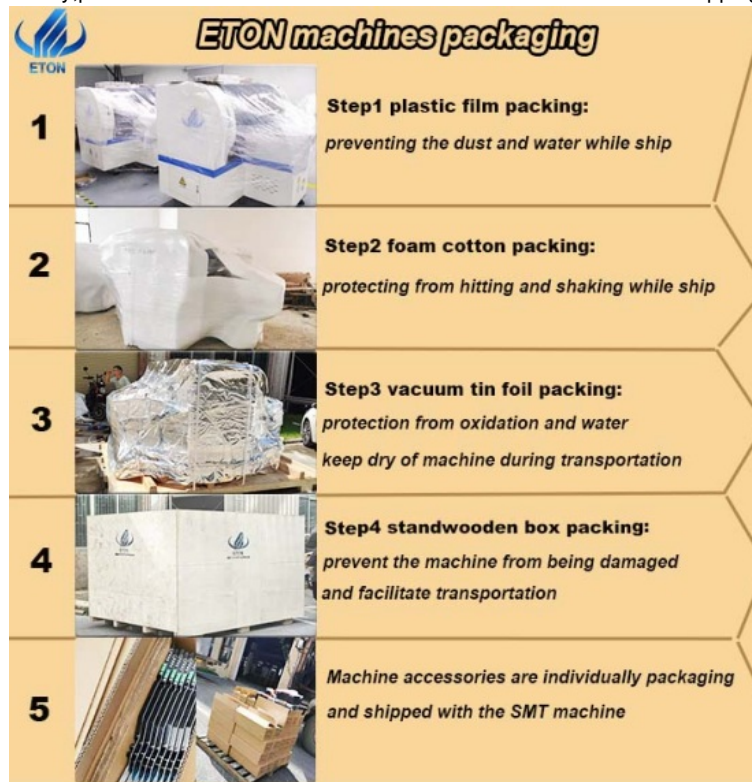 ETON machines packaging
ETON
1
Step1 plastic film packing:
preventing the dust and water while ship
2
Step2 foam cotton packing:
protecting from hitting and shaking while ship
3
Step3 vacuum tin foil packing:
protection from oxidation and water
keep dry of machine during transportation
4
Step4 standwooden box packing:
prevent the machine from being damaged
and facilitate transportation
ETON
ETON
5
Machine accessories are individually packaging
and shipped with the SMT machine